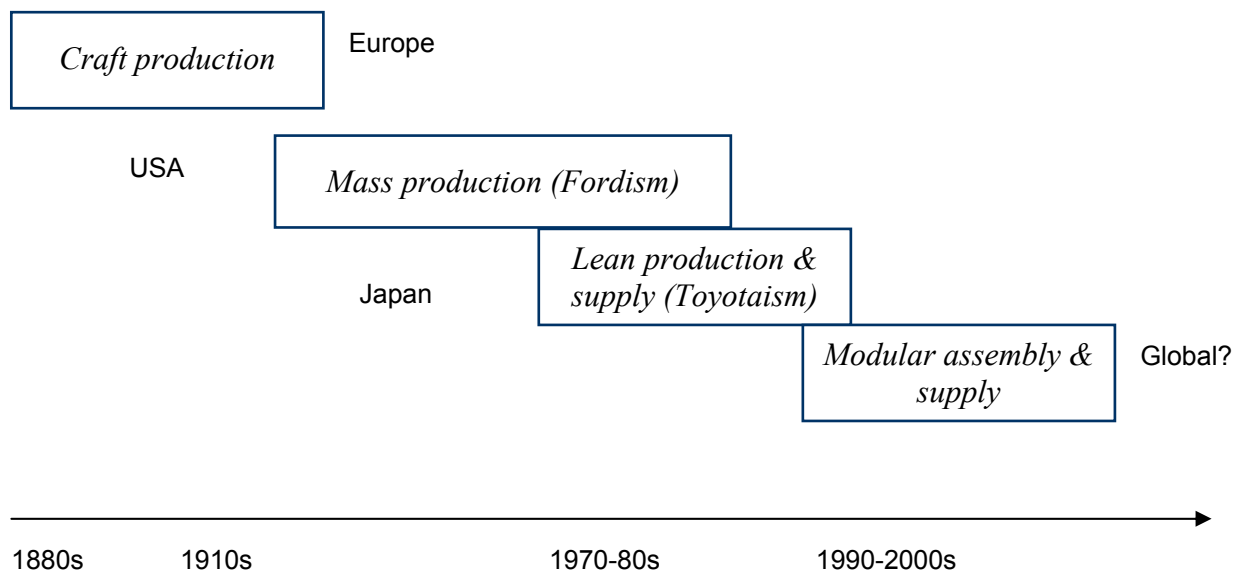 Craft production
Europe
USA
Mass production (Fordism)
Japan
Lean production &
supply (Toyotaism)
Modular assembly &
supply
Global?
1880s
1910s
1970-80s
1990-2000s